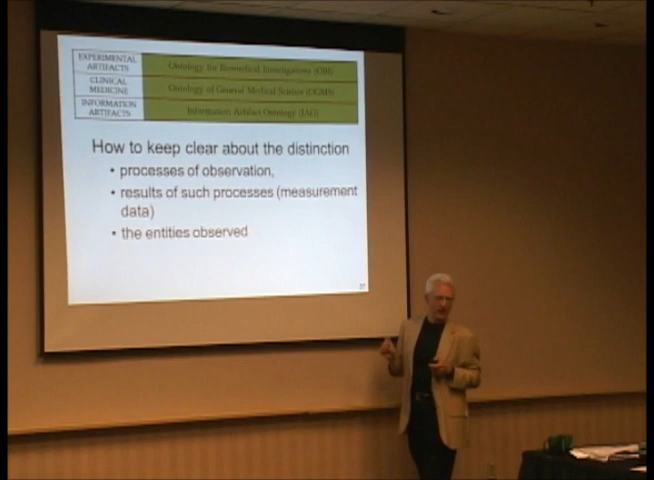 EXPERIMENTAL ARTIFACTS
Ontology for Biomedical Investigations (OBI)
CLINICAL MEDICINE
Ontology of General Medical Science (OGMS)
INFORMATION ARTIFACTS
Information Artifact Ontology (IAO)
How to keep clear about the distinction
• processes of observation,
• results of such processes (measurement
data)
• the entities observed